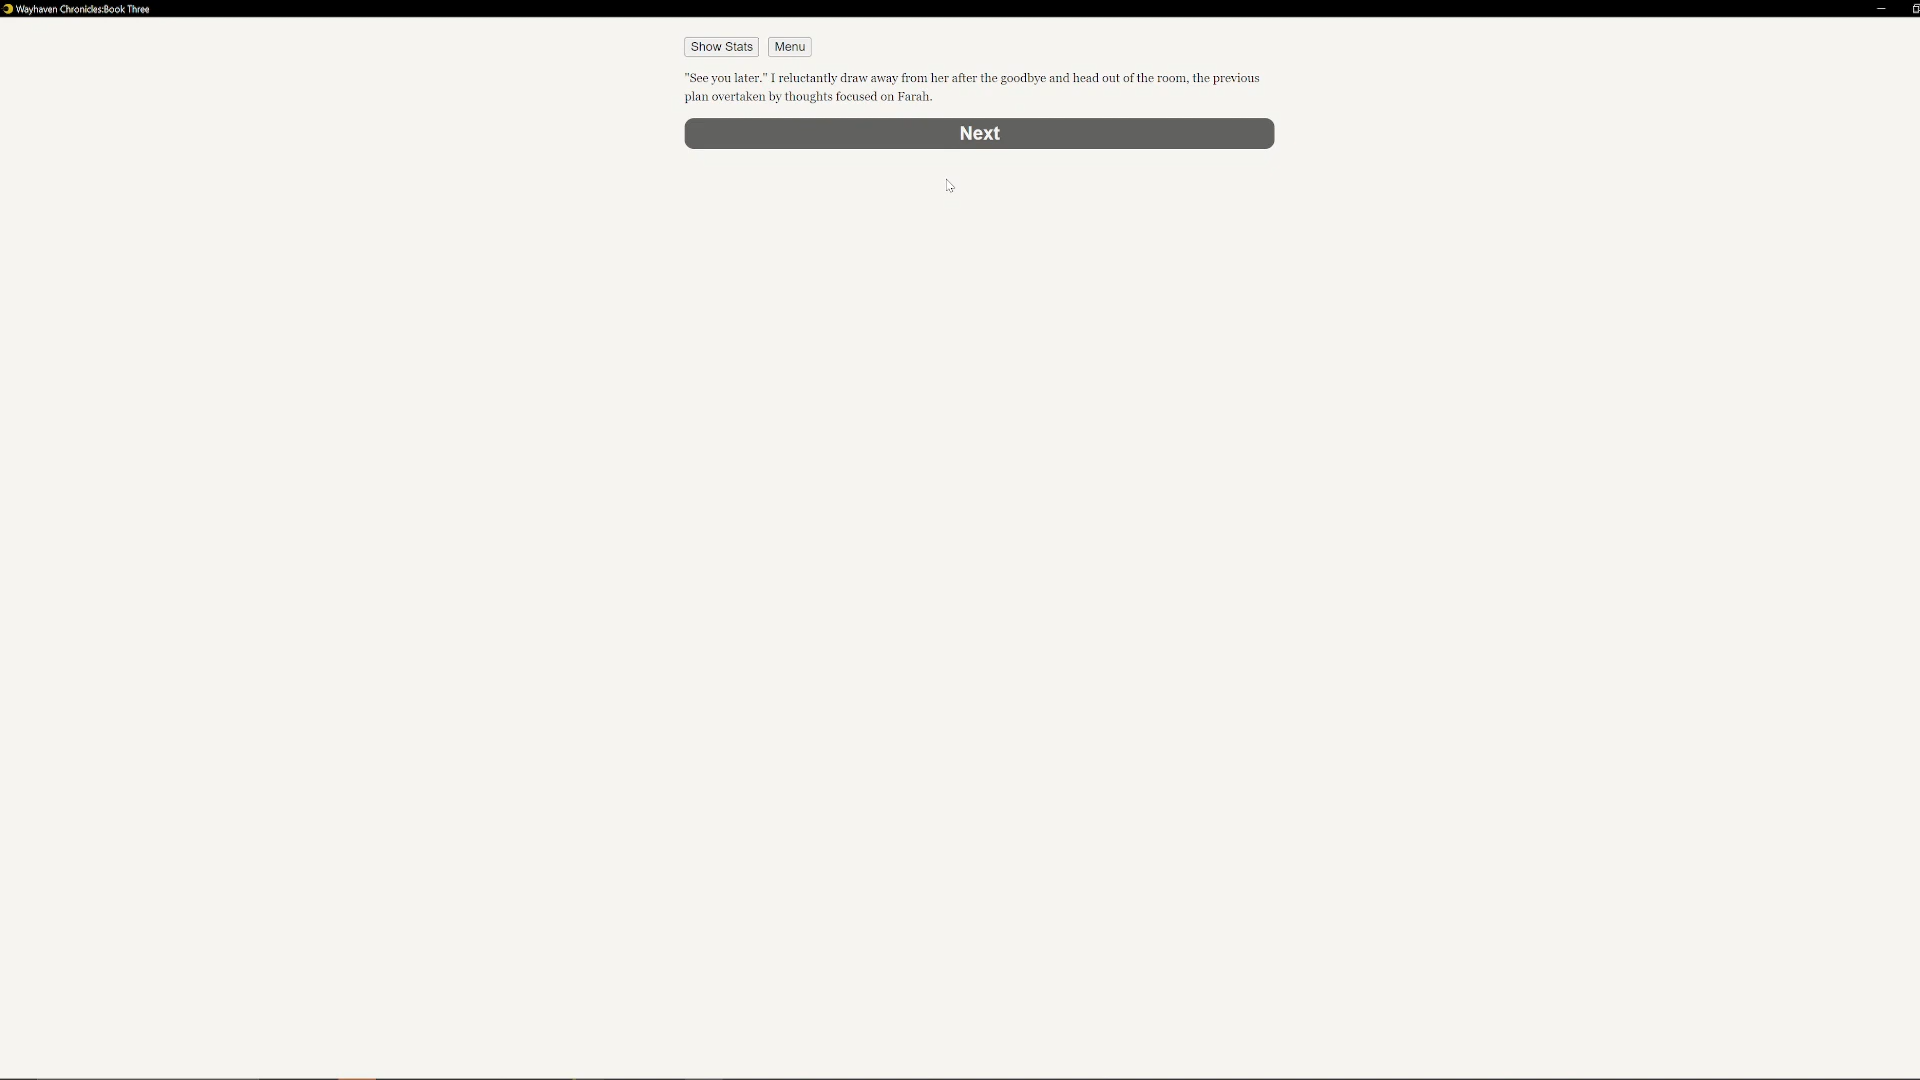 Wayhaven Chronicles:Book Three
Show Stats Menu
"See you later." I reluctantly draw away from her after the goodbye and head out of the room, the previous
plan overtaken by thoughts focused on Farah.
Next